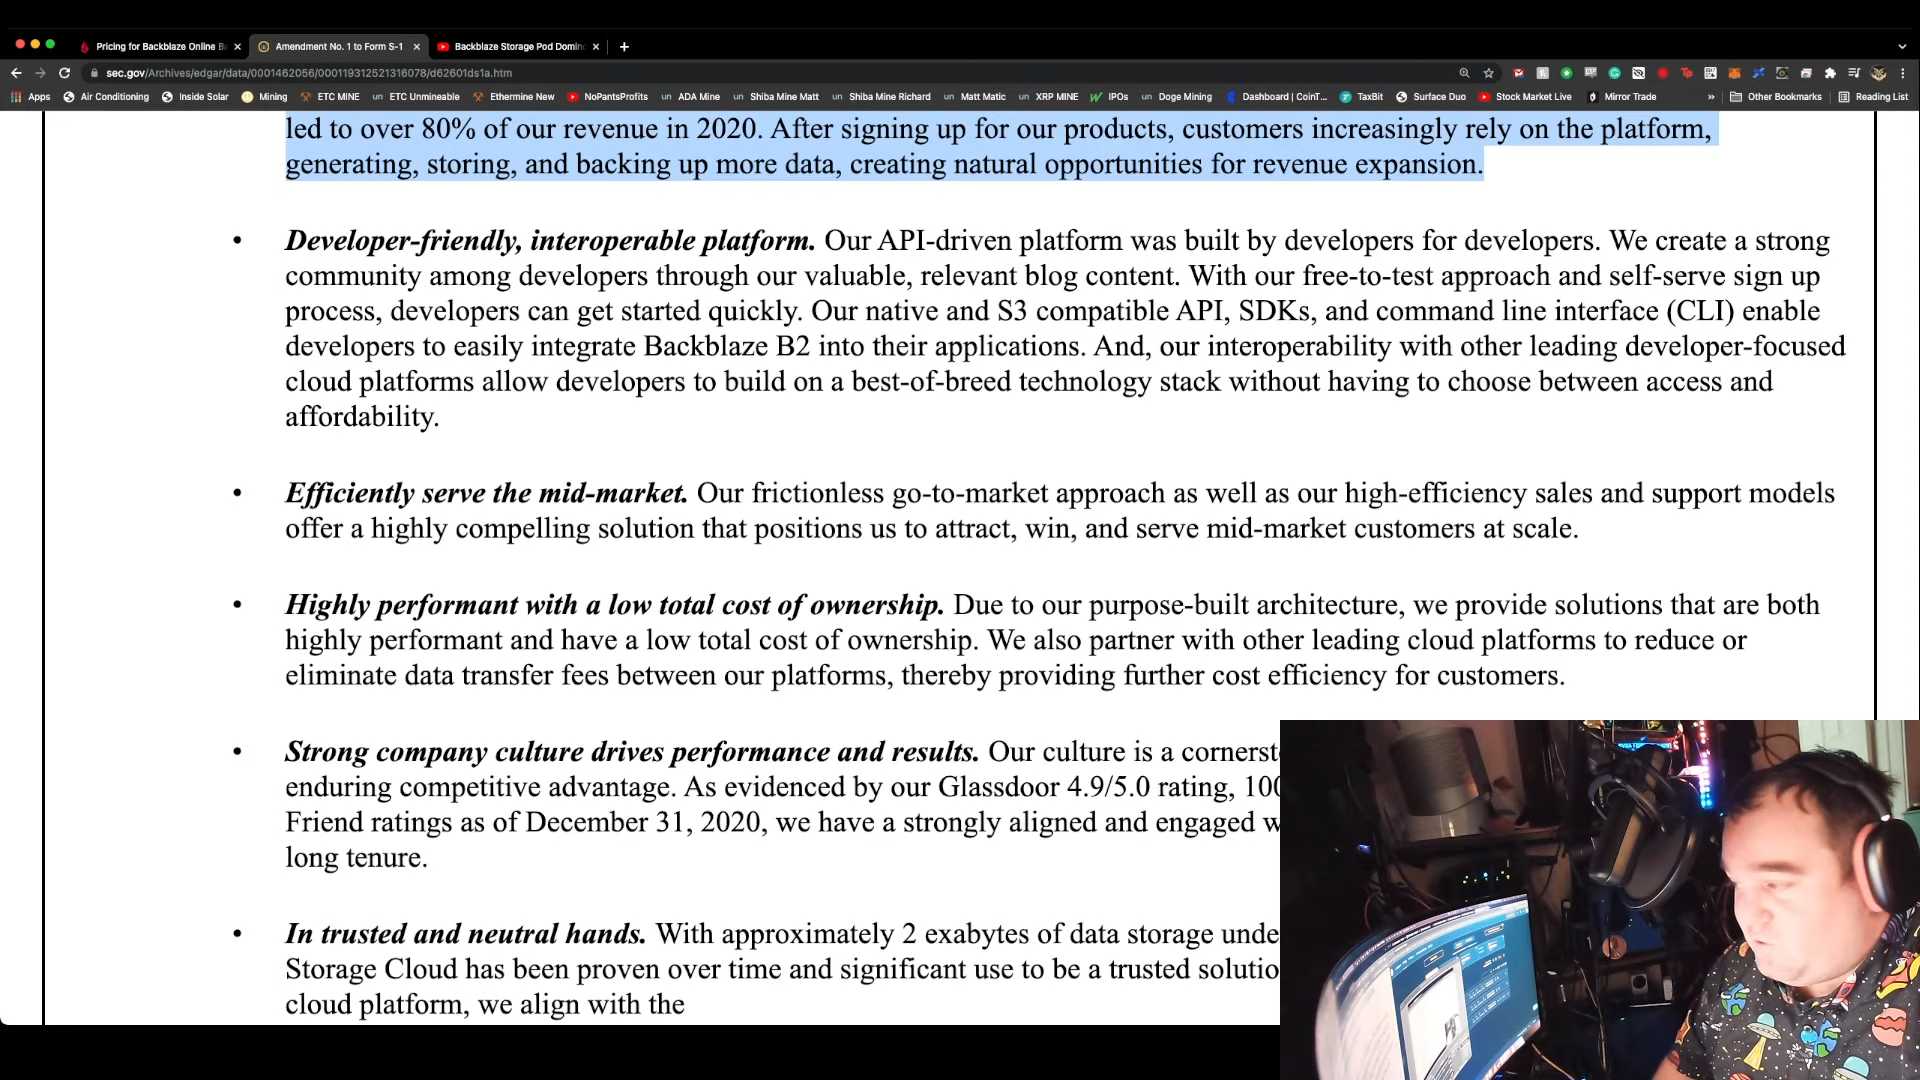 Pricing for Backblaze Online B
Amendment No. 1 to Form S-1
Backblaze Storage Pod Domin
sec.gov/Archives/edgar/data/0001462056/000119312521316078/d62601ds1a.htm
Apps Air Conditioning Inside Solar Mining ETC MINE ETC Unmineable Ethermine New NoPantsProfits ADA Mine Shiba Mine Matt Shiba Mine Richard Matt Matic XRP MINE IPOs Doge Mining Dashboard | CoinT... TaxBit Surface Duo Stock Market Live Mirror Trade » Other Bookmarks Reading List
led to over 80% of our revenue in 2020. After signing up for our products, customers increasingly rely on the platform,
generating, storing, and backing up more data, creating natural opportunities for revenue expansion.
• Developer-friendly, interoperable platform. Our API-driven platform was built by developers for developers. We create a strong
community among developers through our valuable, relevant blog content. With our free-to-test approach and self-serve sign up
process, developers can get started quickly. Our native and S3 compatible API, SDKs, and command line interface (CLI) enable
developers to easily integrate Backblaze B2 into their applications. And, our interoperability with other leading developer-focused
cloud platforms allow developers to build on a best-of-breed technology stack without having to choose between access and
affordability.
• Efficiently serve the mid-market. Our frictionless go-to-market approach as well as our high-efficiency sales and support models
offer a highly compelling solution that positions us to attract, win, and serve mid-market customers at scale.
• Highly performant with a low total cost of ownership. Due to our purpose-built architecture, we provide solutions that are both
highly performant and have a low total cost of ownership. We also partner with other leading cloud platforms to reduce or
eliminate data transfer fees between our platforms, thereby providing further cost efficiency for customers.
• Strong company culture drives performance and results. Our culture is a cornerst
enduring competitive advantage. As evidenced by our Glassdoor 4.9/5.0 rating, 100
Friend ratings as of December 31, 2020, we have a strongly aligned and engaged w
long tenure.
• In trusted and neutral hands. With approximately 2 exabytes of data storage unde
Storage Cloud has been proven over time and significant use to be a trusted solutio
cloud platform, we align with the